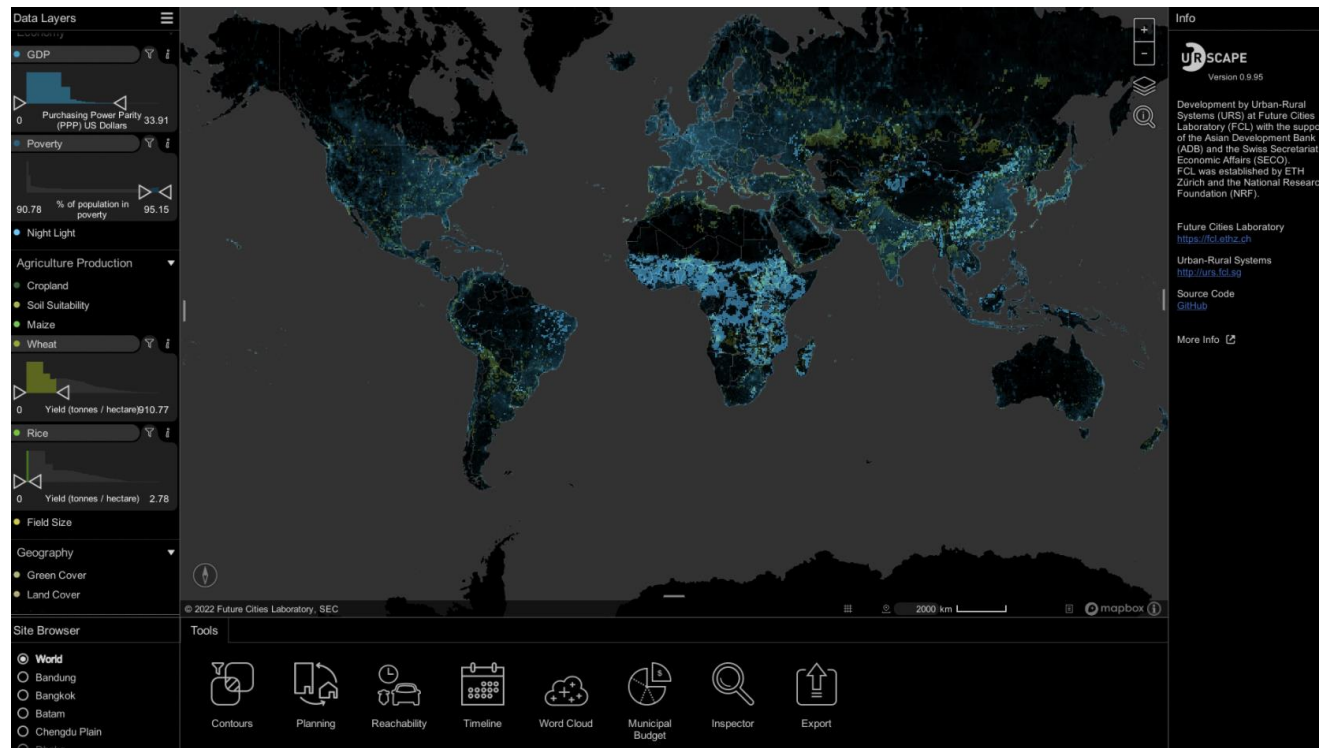 Data Layers
Economy
GDP
i
0
Purchasing Power Parity
(PPP) US Dollars
33.91
Poverty
i
90.78
% of population in
poverty
95.15
Night Light
Agriculture Production
Cropland
Soil Suitability
Maize
Wheat
i
0 Yield (tonnes / hectare) 910.77
Rice
i
0 Yield (tonnes / hectare) 2.78
Field Size
Geography
Green Cover
Land Cover
Site Browser
World
Bandung
Bangkok
Batam
Chengdu Plain
+
-
© 2022 Future Cities Laboratory, SEC
2000 km
mapbox
Tools
Contours
Planning
Reachability
Timeline
Word Cloud
Municipal
Budget
Inspector
Export
Info
URSCAPE
Version 0.9.95
Development by Urban-Rural
Systems (URS) at Future Cities
Laboratory (FCL) with the suppo
of the Asian Development Bank
(ADB) and the Swiss Secretariat
Economic Affairs (SECO).
FCL was established by ETH
Zürich and the National Researc
Foundation (NRF).
Future Cities Laboratory
https://fcl.ethz.ch
Urban-Rural Systems
http://urs.fcl.sg
Source Code
GitHub
More Info